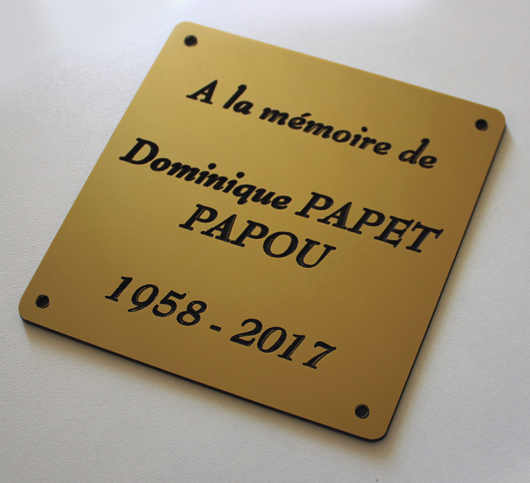 A la mémoire de
Dominique PAPET
PAPOU
1958 - 2017